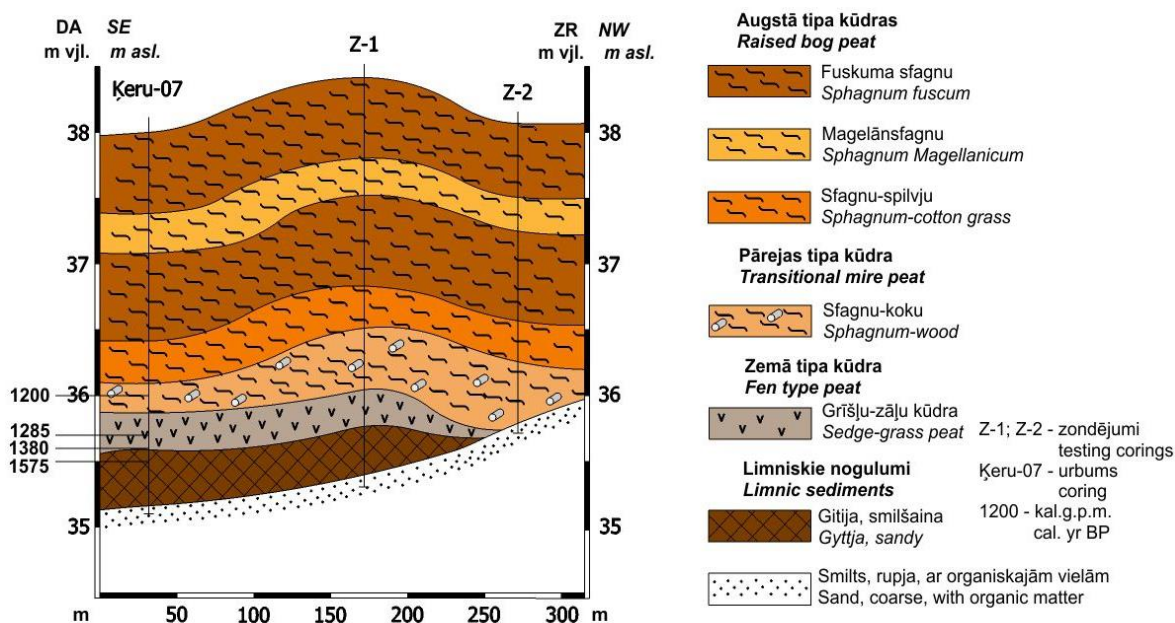 DA SE
m vjl. m asl.
Z-1
ZR NW
m vjl. m asl.
Ķeru-07
Z-2
38
38
37
37
36
36
1200
1285
1380
1575
35
35
m 50 100 150 200 250 300 m
Augstā tipa kūdras
Raised bog peat
Fuskuma sfagnu
Sphagnum fuscum
Magelānsfagnu
Sphagnum Magellanicum
Sfagnu-spilvju
Sphagnum-cotton grass
Pārejas tipa kūdra
Transitional mire peat
Sfagnu-koku
Sphagnum-wood
Zemā tipa kūdra
Fen type peat
Grīšļu-zāļu kūdra
Sedge-grass peat
Limniskie nogulumi
Limnic sediments
Gitija, smilšaina
Gyttja, sandy
Smilts, rupja, ar organiskajām vielām
Sand, coarse, with organic matter
Z-1; Z-2 - zondējumi
testing corings
Ķeru-07 - urbums
coring
1200 - kal.g.p.m.
cal. yr BP